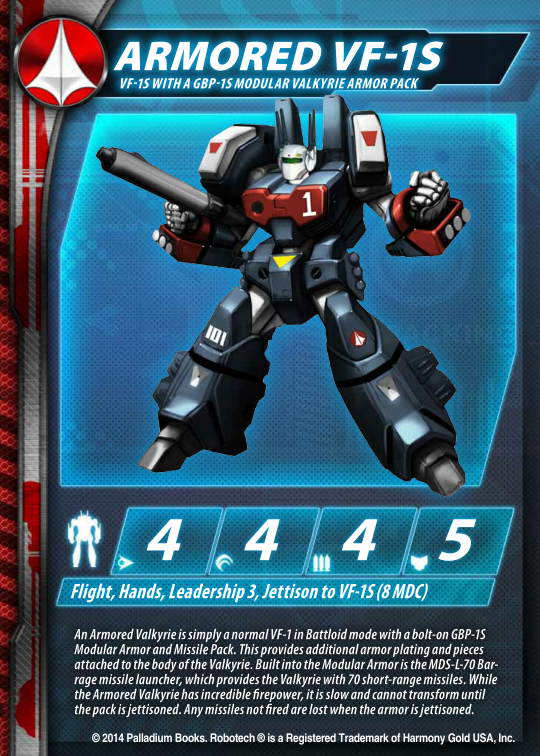 ARMORED VF-1S
VF-1S WITH A GBP-1S MODULAR VALKYRIE ARMOR PACK
1
101
4 4 4 5
Flight, Hands, Leadership 3, Jettison to VF-1S (8 MDC)
An Armored Valkyrie is simply a normal VF-1 in Battloid mode with a bolt-on GBP-1S
Modular Armor and Missile Pack. This provides additional armor plating and pieces
attached to the body of the Valkyrie. Built into the Modular Armor is the MDS-L-70 Bar-
rage missile launcher, which provides the Valkyrie with 70 short-range missiles. While
the Armored Valkyrie has incredible firepower, it is slow and cannot transform until
the pack is jettisoned. Any missiles not fired are lost when the armor is jettisoned.
© 2014 Palladium Books. Robotech ® is a Registered Trademark of Harmony Gold USA, Inc.